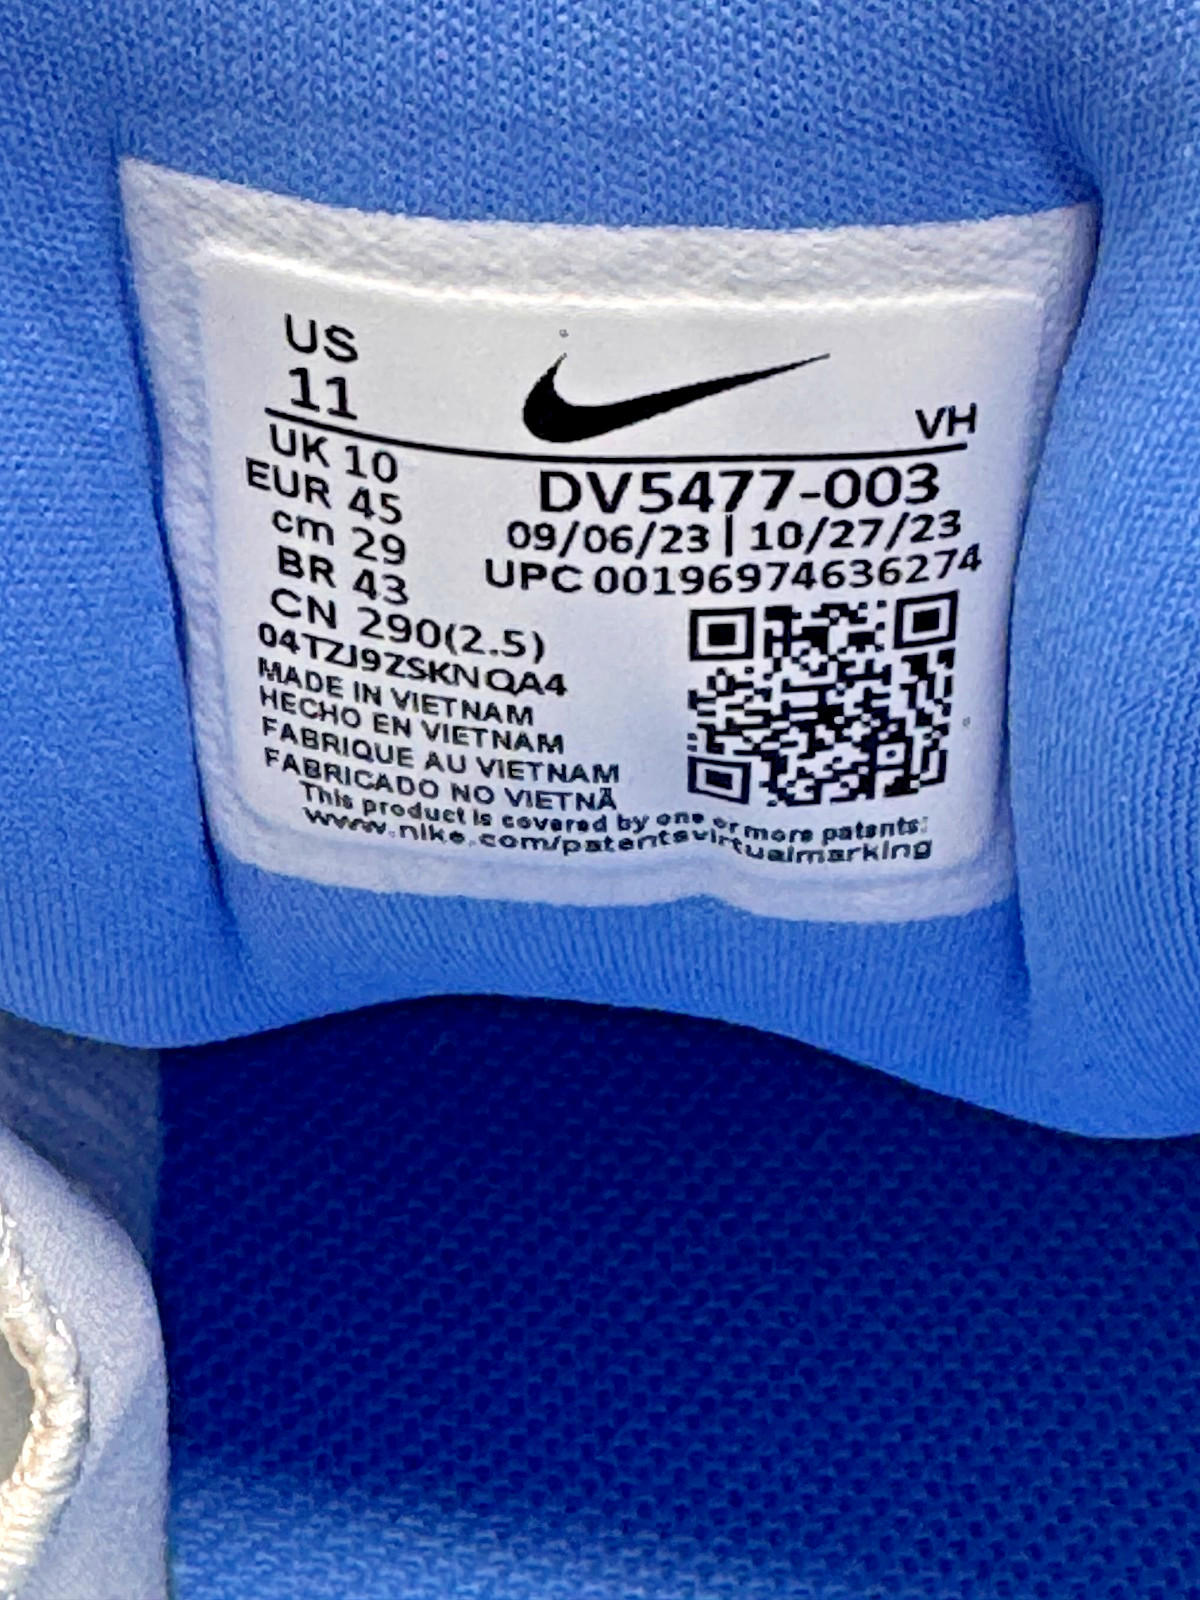 US
11
VH
UK 10
EUR 45
cm 29
BR 43
CN 290(2.5)
DV5477-003
09/06/23 | 10/27/23
UPC 00196974636274
04TZJ9ZSKNQA4
MADE IN VIETNAM
HECHO EN VIETNAM
FABRIQUE AU VIETNAM
FABRICADO NO VIETNÃ
This product is covered by one or more patents:
www.nike.com/patentsvirtualmarking